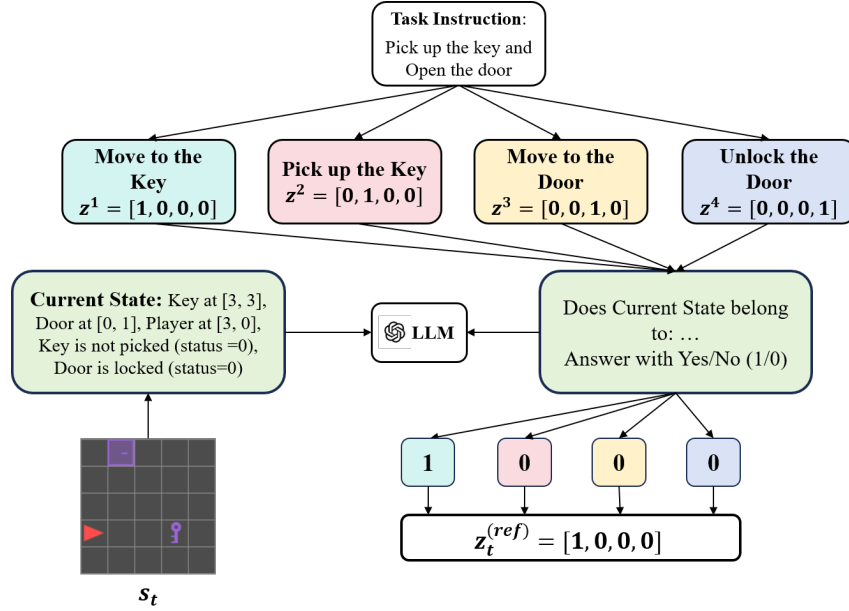 Task Instruction:
Pick up the key and
Open the door
Move to the
Key
z¹ = [1, 0, 0, 0]
Pick up the Key
z² = [0, 1, 0, 0]
Move to the
Door
z³ = [0, 0, 1, 0]
Unlock the
Door
z⁴ = [0, 0, 0, 1]
Current State: Key at [3, 3],
Door at [0, 1], Player at [3, 0],
Key is not picked (status =0),
Door is locked (status=0)
LLM
Does Current State belong
to: …
Answer with Yes/No (1/0)
1
0
0
0
z_t^(ref) = [1, 0, 0, 0]
s_t